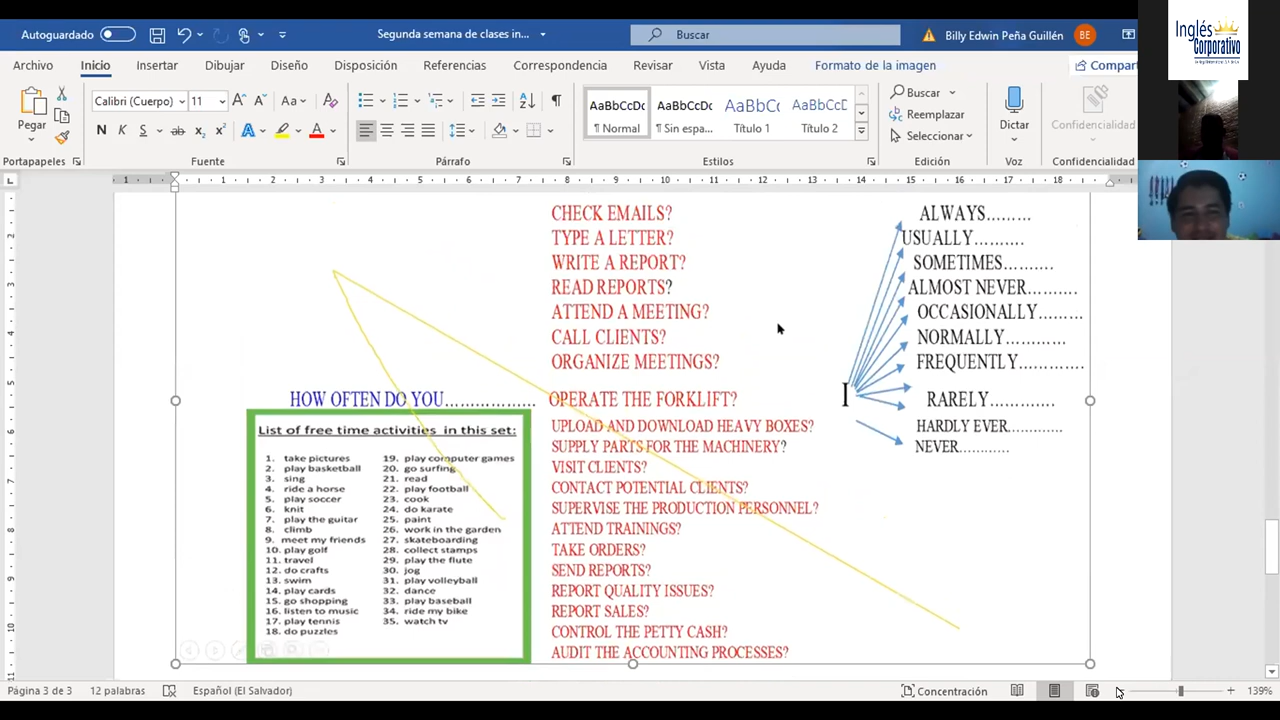 Autoguardado
Segunda semana de clases in...
Buscar
Billy Edwin Peña Guillén
BE
Inglés
Corporativo
Archivo
Inicio
Insertar
Dibujar
Diseño
Disposición
Referencias
Correspondencia
Revisar
Vista
Ayuda
Formato de la imagen
Compart
Pegar
Calibri (Cuerpo)
11
Portapapeles
Fuente
Párrafo
AaBbCcDc
¶ Normal
AaBbCcDc
¶ Sin espa...
AaBbCc
Título 1
AaBbCcD
Título 2
Estilos
Buscar
Reemplazar
Seleccionar
Edición
Dictar
Voz
Confidencialidad
Confidencialidad
CHECK EMAILS?
TYPE A LETTER?
WRITE A REPORT?
READ REPORTS?
ATTEND A MEETING?
CALL CLIENTS?
ORGANIZE MEETINGS?
HOW OFTEN DO YOU................. OPERATE THE FORKLIFT?
UPLOAD AND DOWNLOAD HEAVY BOXES?
SUPPLY PARTS FOR THE MACHINERY?
VISIT CLIENTS?
CONTACT POTENTIAL CLIENTS?
SUPERVISE THE PRODUCTION PERSONNEL?
ATTEND TRAININGS?
TAKE ORDERS?
SEND REPORTS?
REPORT QUALITY ISSUES?
REPORT SALES?
CONTROL THE PETTY CASH?
AUDIT THE ACCOUNTING PROCESSES?
I
ALWAYS.........
USUALLY..........
SOMETIMES..........
ALMOST NEVER..........
OCCASIONALLY.........
NORMALLY............
FREQUENTLY.............
RARELY.............
HARDLY EVER...........
NEVER...........
List of free time activities in this set:
1. take pictures
2. play basketball
3. sing
4. ride a horse
5. play soccer
6. knit
7. play the guitar
8. climb
9. meet my friends
10. play golf
11. travel
12. do crafts
13. swim
14. play cards
15. go shopping
16. listen to music
17. play tennis
18. do puzzles
19. play computer games
20. go surfing
21. read
22. play football
23. cook
24. do karate
25. paint
26. work in the garden
27. skateboarding
28. collect stamps
29. play the flute
30. jog
31. play volleyball
32. dance
33. play baseball
34. ride my bike
35. watch tv
Página 3 de 3
12 palabras
Español (El Salvador)
Concentración
139%